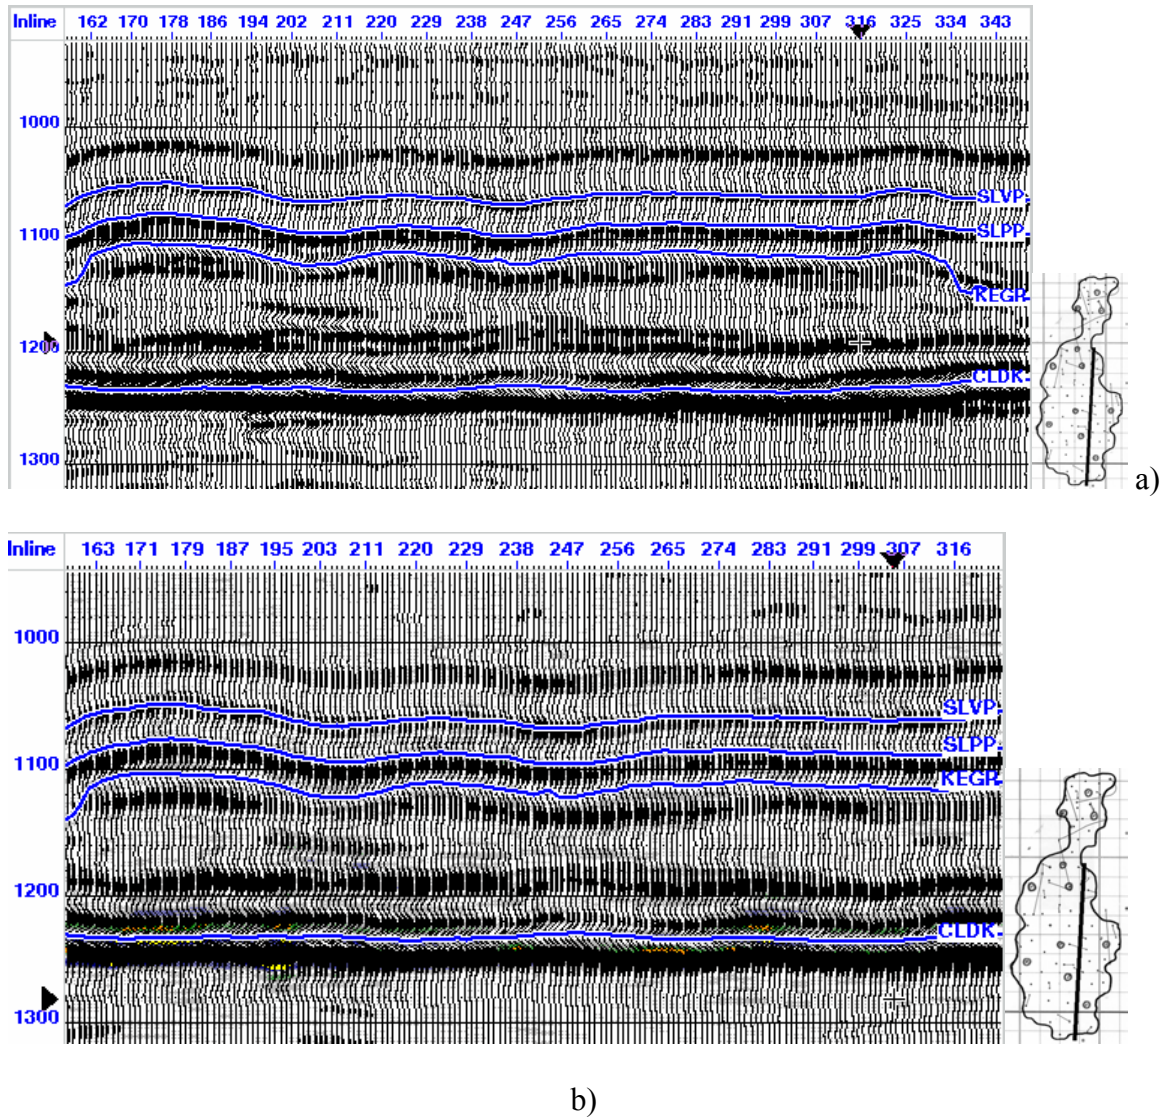 Inline 162 170 178 186 194 202 211 220 229 238 247 256 265 274 283 291 299 307 316 325 334 343
1000
SLVP
1100
SLPP
KEGR
1200
CLDK
1300
a)
Inline 163 171 179 187 195 203 211 220 229 238 247 256 265 274 283 291 299 307 316
1000
SLVP
SLPP
1100
KEGR
1200
CLDK
1300
b)